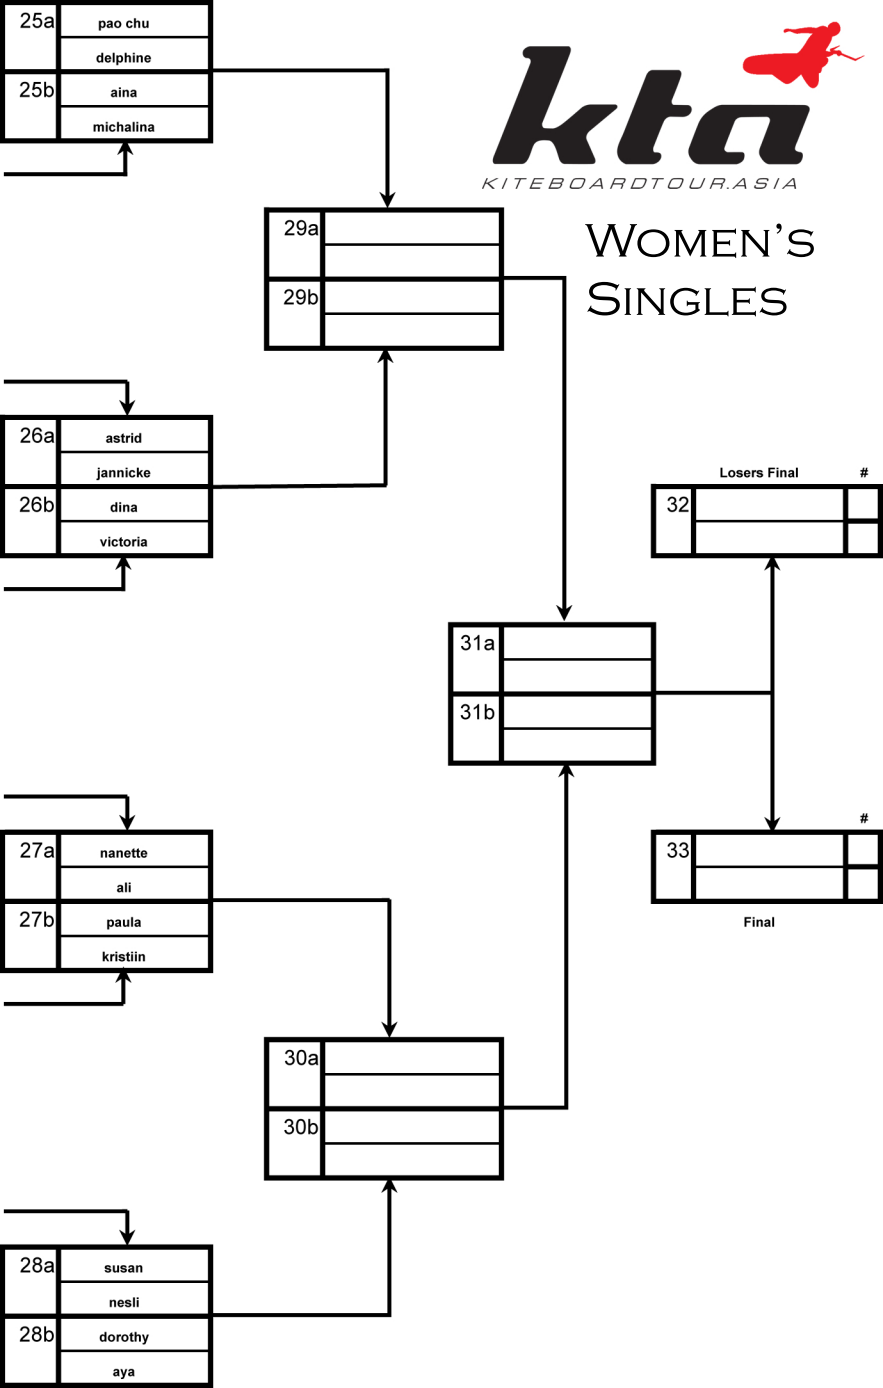 25a
pao chu
delphine
25b
aina
michalina
kta
KITEBOARDTOUR.ASIA
WOMEN'S
SINGLES
29a
29b
26a
astrid
jannicke
26b
dina
victoria
Losers Final #
32
31a
31b
27a
nanette
ali
27b
paula
kristiin
#
33
Final
30a
30b
28a
susan
nesli
28b
dorothy
aya